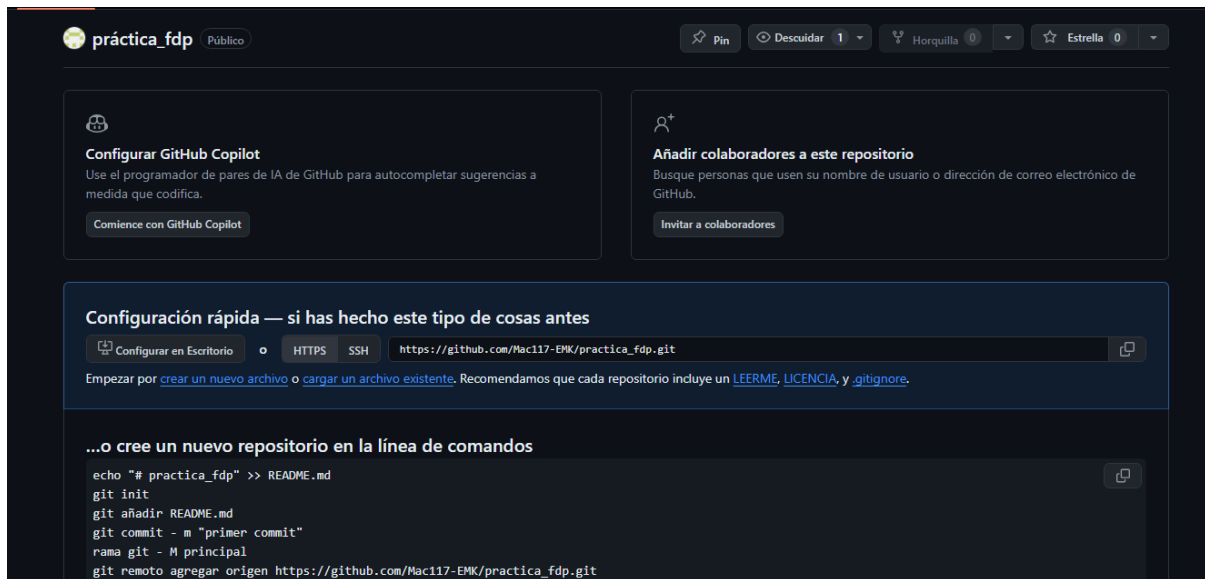 práctica_fdp Público Pin Descuidar 1 Horquilla 0 Estrella 0
Configurar GitHub Copilot
Use el programador de pares de IA de GitHub para autocompletar sugerencias a
medida que codifica.
Comience con GitHub Copilot
Añadir colaboradores a este repositorio
Busque personas que usen su nombre de usuario o dirección de correo electrónico de
GitHub.
Invitar a colaboradores
Configuración rápida — si has hecho este tipo de cosas antes
Configurar en Escritorio o HTTPS SSH https://github.com/Mac117-EMK/practica_fdp.git
Empezar por crear un nuevo archivo o cargar un archivo existente. Recomendamos que cada repositorio incluye un LEERME, LICENCIA, y .gitignore.
...o cree un nuevo repositorio en la línea de comandos
echo "# practica_fdp" >> README.md
git init
git añadir README.md
git commit - m "primer commit"
rama git - M principal
git remoto agregar origen https://github.com/Mac117-EMK/practica_fdp.git